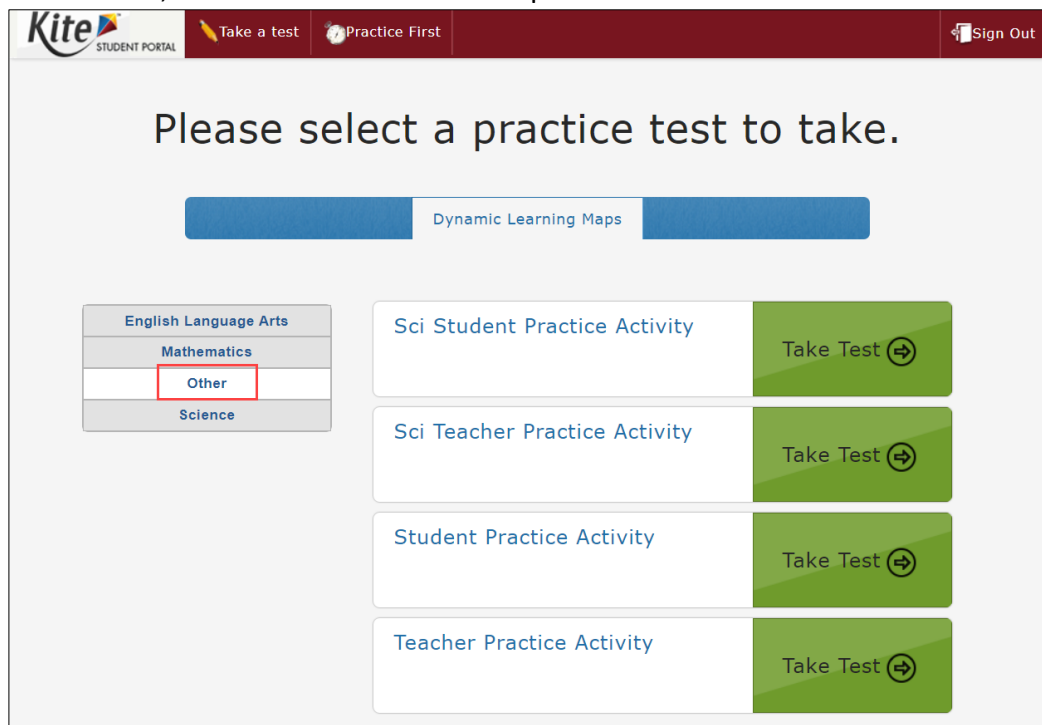 Kite STUDENT PORTAL Take a test Practice First Sign Out
Please select a practice test to take.
Dynamic Learning Maps
English Language Arts
Mathematics
Other
Science
Sci Student Practice Activity
Take Test
Sci Teacher Practice Activity
Take Test
Student Practice Activity
Take Test
Teacher Practice Activity
Take Test